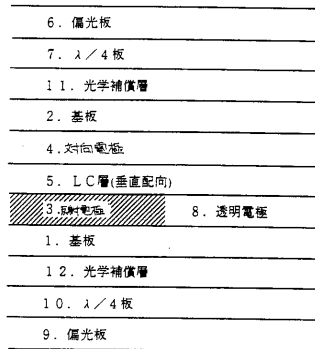 6. 偏光板
7. λ／4板
11. 光学補償層
2. 基板
4. 対向電極
5. LC層(垂直配向)
3. 反射電極 8. 透明電極
1. 基板
12. 光学補償層
10. λ／4板
9. 偏光板